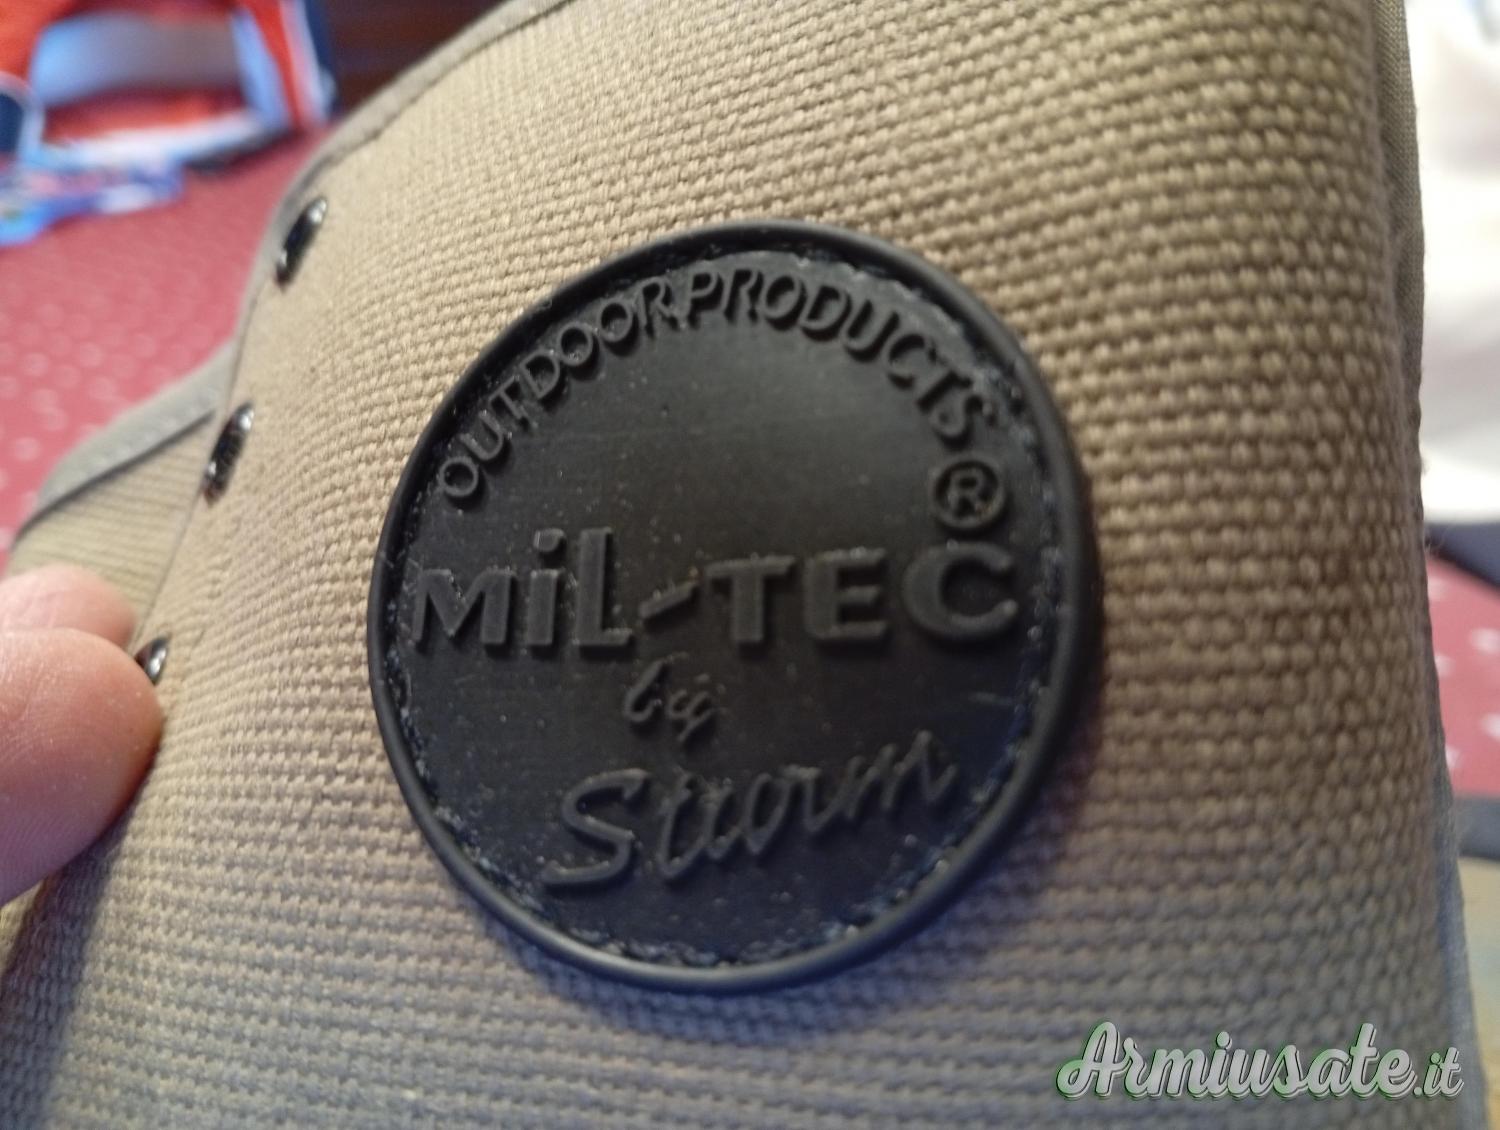 OUTDOOR PRODUCTS ®
MiL-TEC
by
Sturm
Armiusate.it